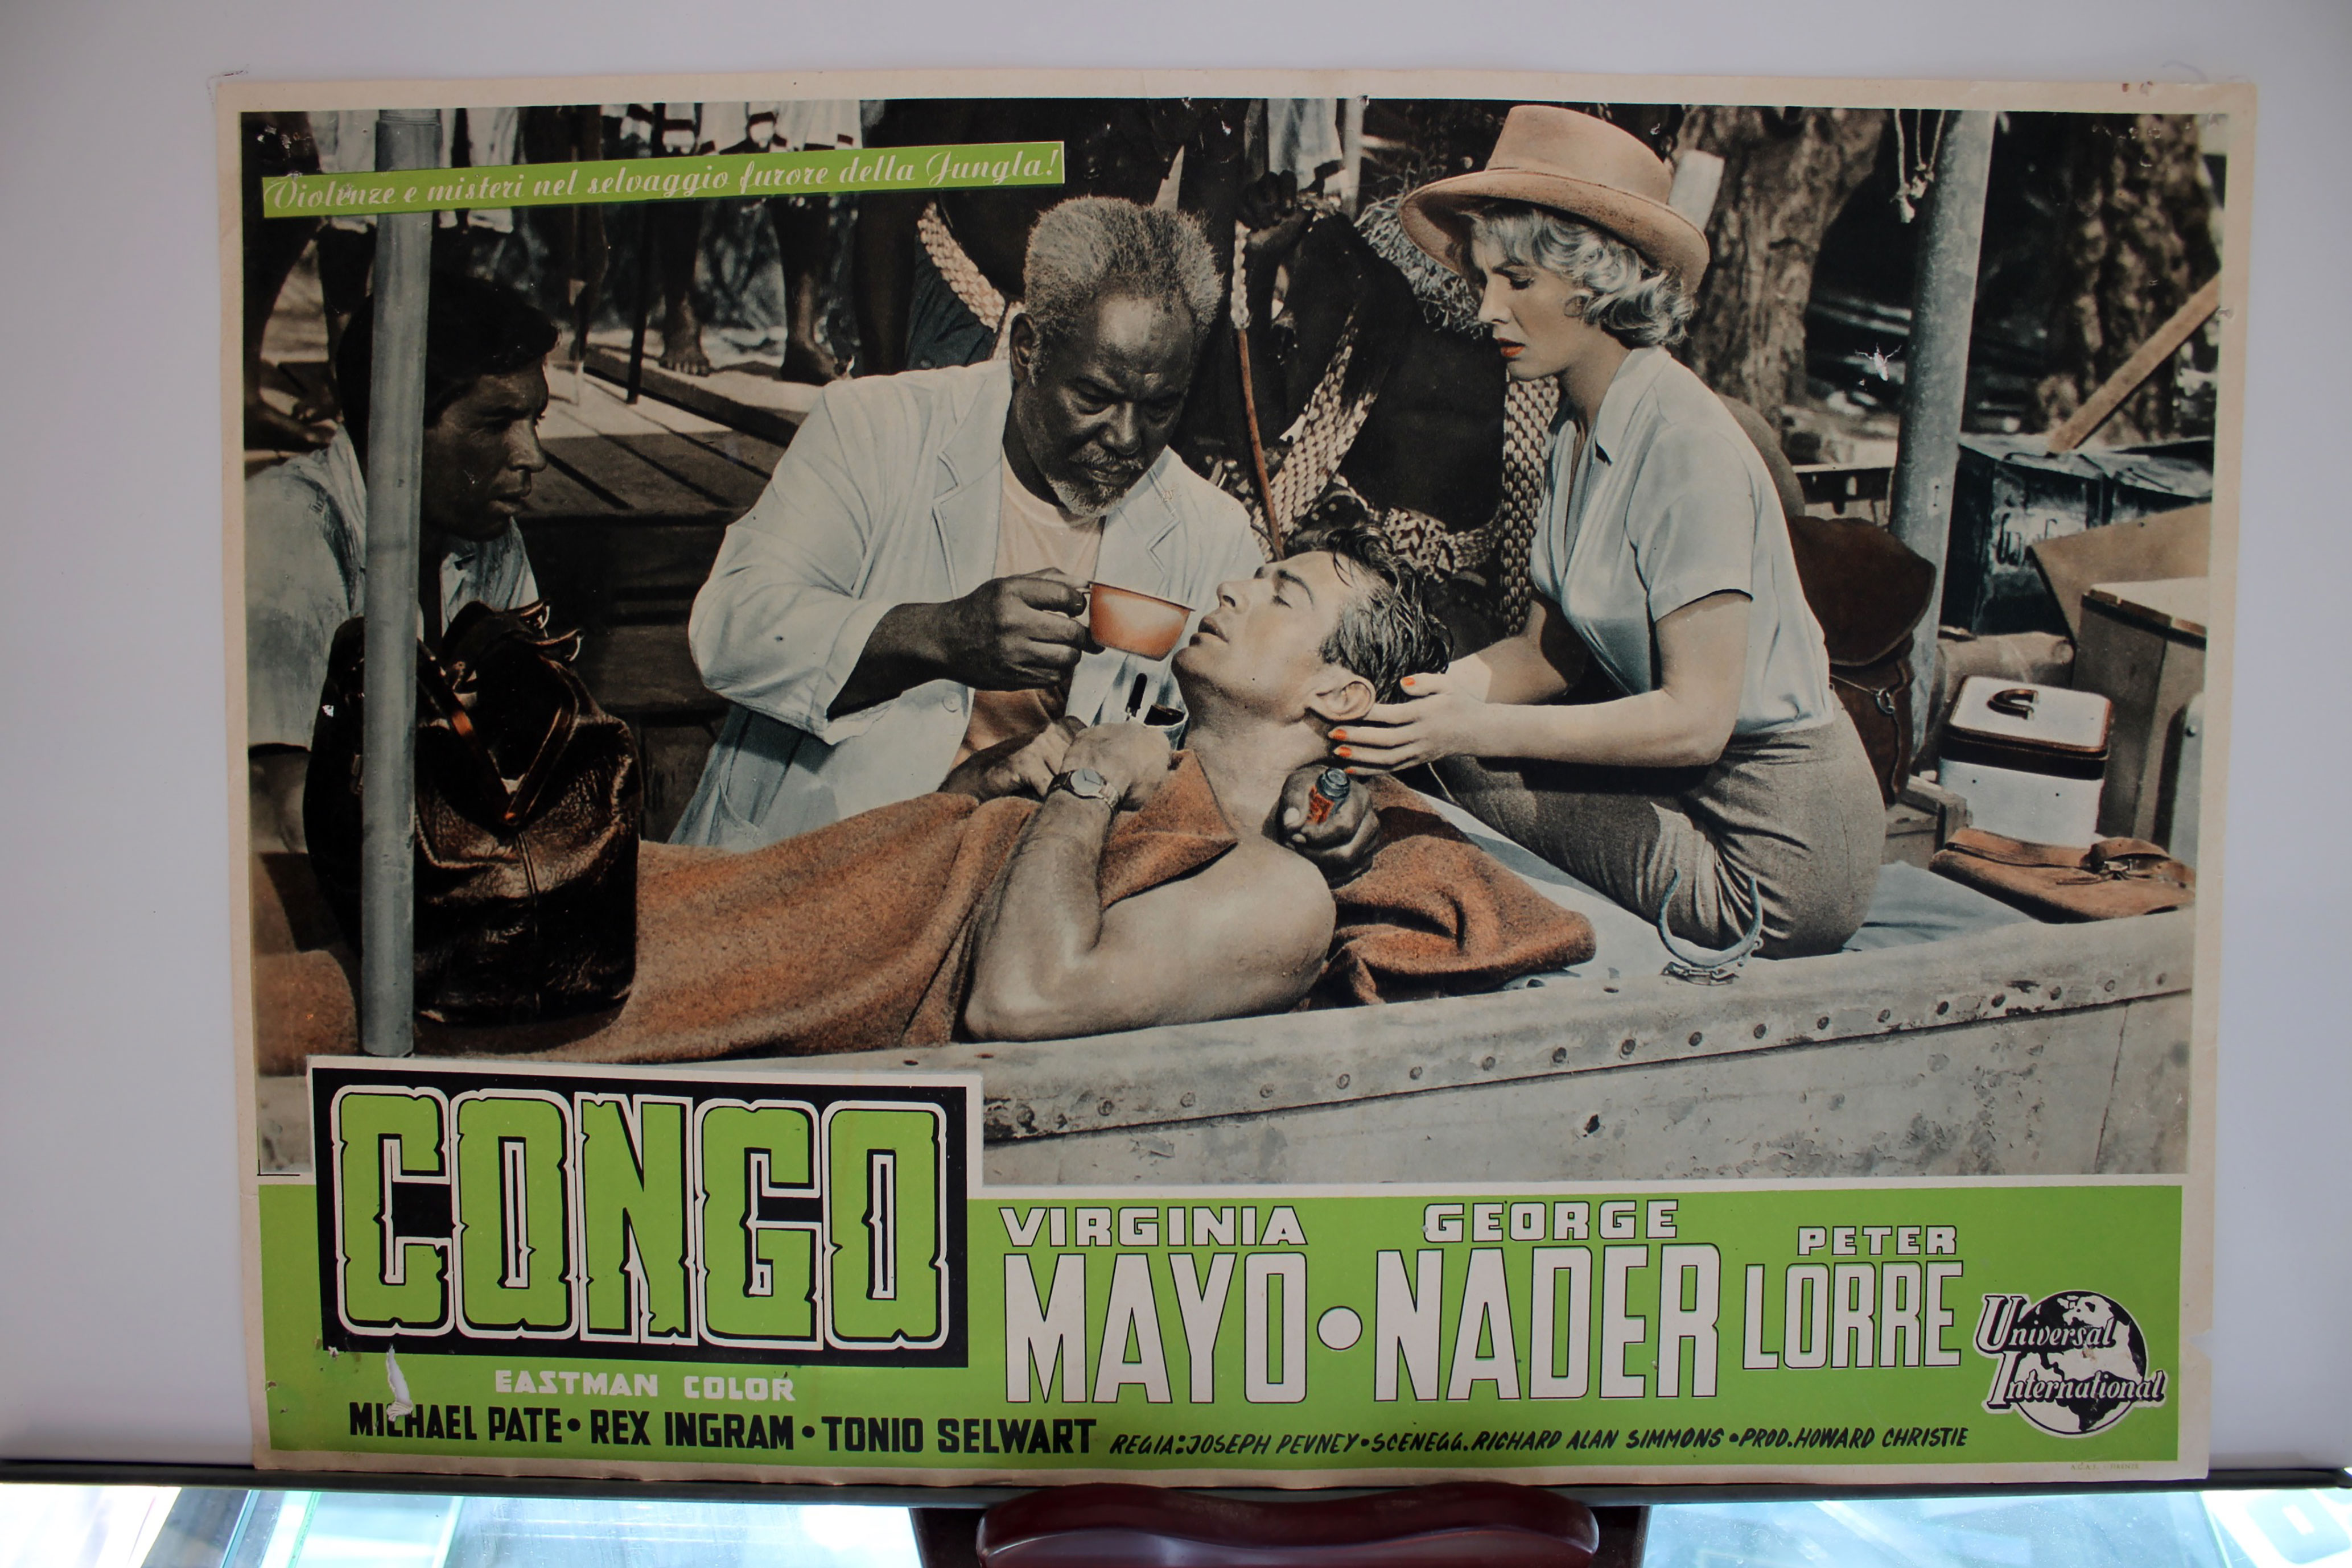 Violenze e misteri nel selvaggio furore della Jungla!
CONGO
VIRGINIA MAYO • GEORGE NADER PETER LORRE
Universal International
EASTMAN COLOR
MICHAEL PATE • REX INGRAM • TONIO SELWART
REGIA: JOSEPH PEVNEY • SCENEGG. RICHARD ALAN SIMMONS • PROD. HOWARD CHRISTIE